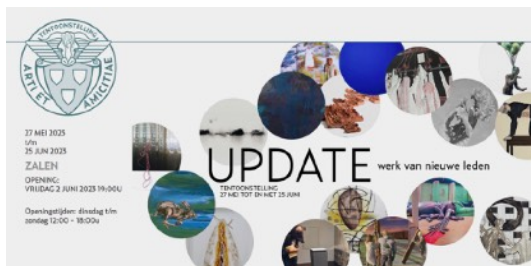 TENTOONSTELLING
ARTI ET AMICITIAE
27 MEI 2023
t/m
25 JUN 2023
ZALEN
OPENING:
VRIJDAG 2 JUNI 2023 19:00U
Openingstijden: dinsdag t/m
zondag 12:00 - 18:00u
UPDATE werk van nieuwe leden
TENTOONSTELLING
27 MEI TOT EN MET 25 JUNI